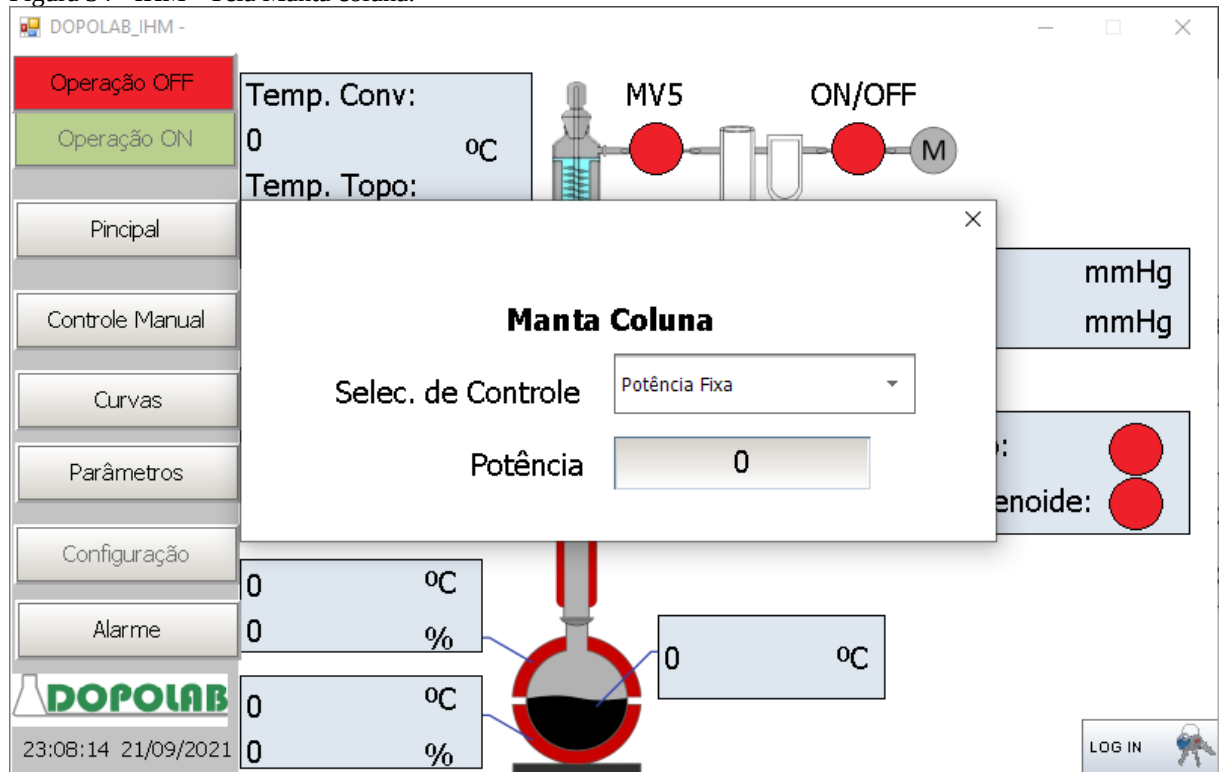 DOPOLAB_IHM -
Operação OFF
Operação ON
Pincipal
Controle Manual
Curvas
Parâmetros
Configuração
Alarme
DOPOLAB
23:08:14 21/09/2021
Temp. Conv:
0 ºC
Temp. Topo:
MV5 ON/OFF
M
mmHg
mmHg
Manta Coluna
Selec. de Controle Potência Fixa
Potência 0
:
enoide:
0 ºC
0 %
0 ºC
0 ºC
0 %
LOG IN